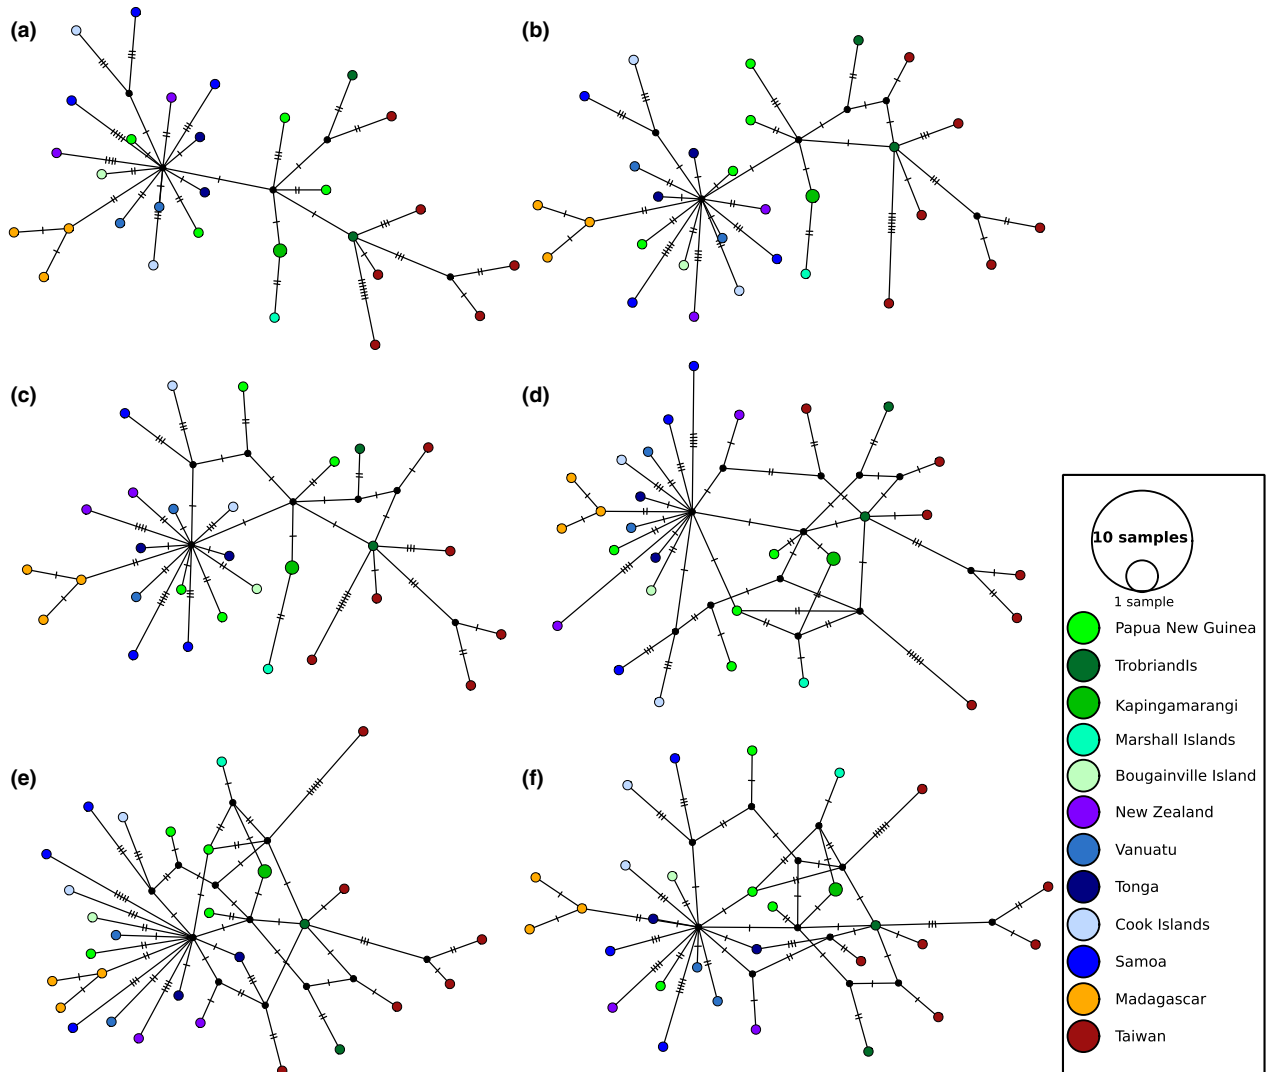 (a)
(b)
(c)
(d)
(e)
(f)
10 samples
1 sample
Papua New Guinea
TrobriandIs
Kapingamarangi
Marshall Islands
Bougainville Island
New Zealand
Vanuatu
Tonga
Cook Islands
Samoa
Madagascar
Taiwan